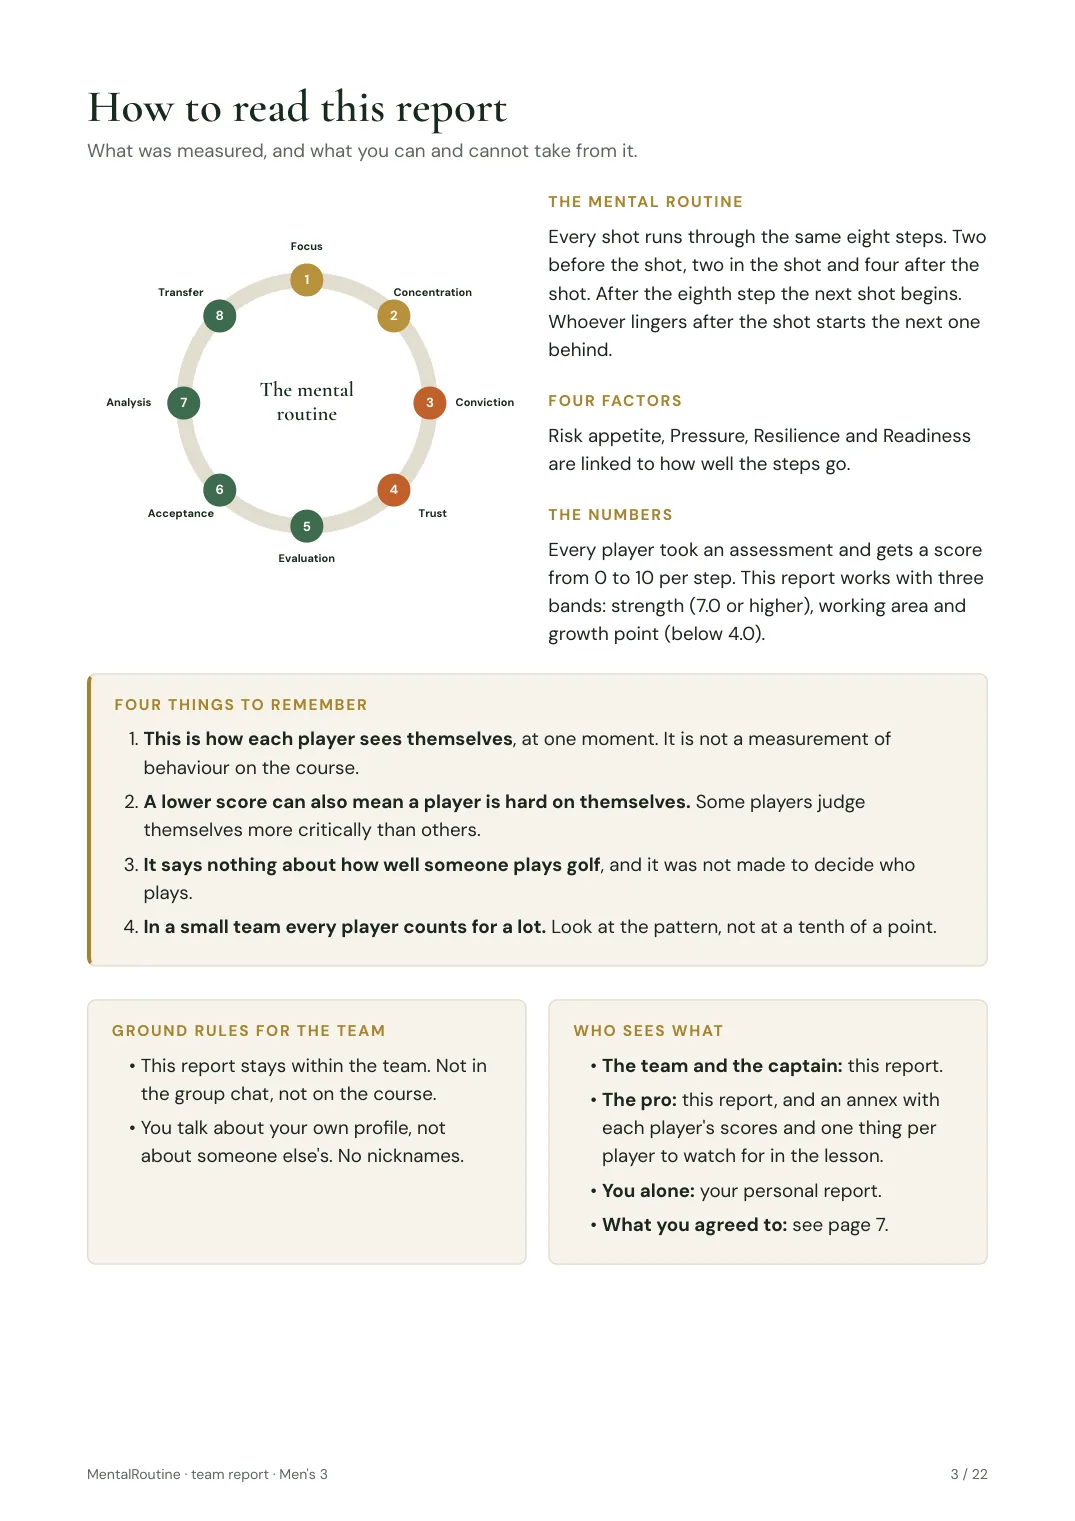 How to read this report
What was measured, and what you can and cannot take from it.
Focus
1
Concentration
2
Conviction
3
Trust
4
Evaluation
5
Acceptance
6
Analysis
7
Transfer
8
The mental
routine
THE MENTAL ROUTINE
Every shot runs through the same eight steps. Two
before the shot, two in the shot and four after the
shot. After the eighth step the next shot begins.
Whoever lingers after the shot starts the next one
behind.
FOUR FACTORS
Risk appetite, Pressure, Resilience and Readiness
are linked to how well the steps go.
THE NUMBERS
Every player took an assessment and gets a score
from 0 to 10 per step. This report works with three
bands: strength (7.0 or higher), working area and
growth point (below 4.0).
FOUR THINGS TO REMEMBER
1. This is how each player sees themselves, at one moment. It is not a measurement of
behaviour on the course.
2. A lower score can also mean a player is hard on themselves. Some players judge
themselves more critically than others.
3. It says nothing about how well someone plays golf, and it was not made to decide who
plays.
4. In a small team every player counts for a lot. Look at the pattern, not at a tenth of a point.
GROUND RULES FOR THE TEAM
• This report stays within the team. Not in
the group chat, not on the course.
• You talk about your own profile, not
about someone else's. No nicknames.
WHO SEES WHAT
• The team and the captain: this report.
• The pro: this report, and an annex with
each player's scores and one thing per
player to watch for in the lesson.
• You alone: your personal report.
• What you agreed to: see page 7.
MentalRoutine · team report · Men's 3
3 / 22